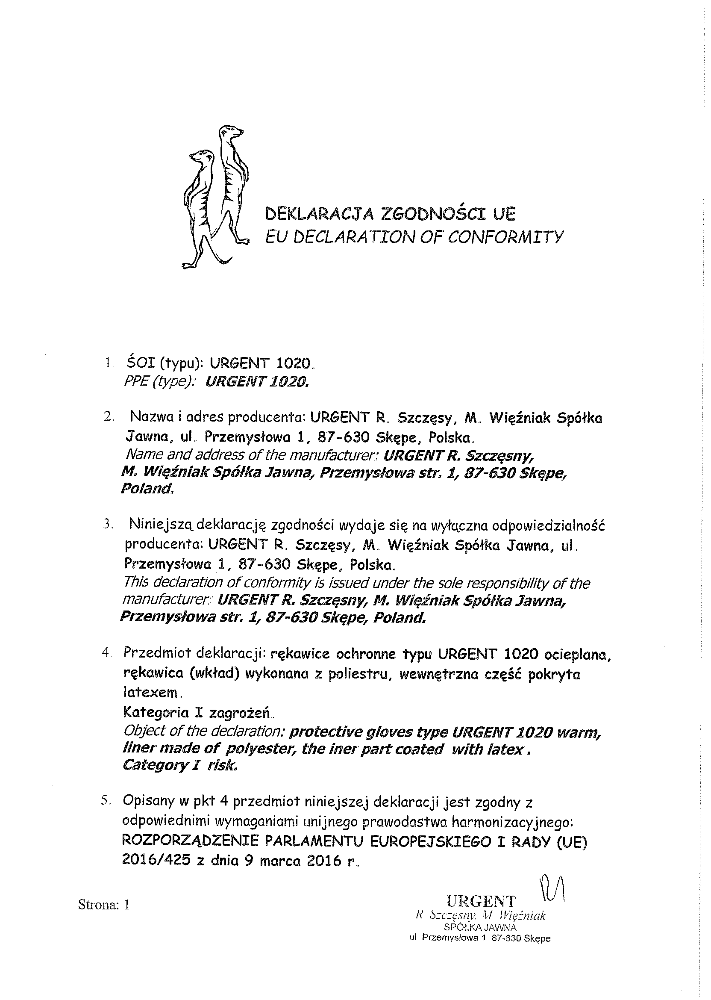 DEKLARACJA ZGODNOŚCI UE
EU DECLARATION OF CONFORMITY
1. ŚOI (typu): URGENT 1020.
PPE (type): URGENT 1020.
2. Nazwa i adres producenta: URGENT R. Szczęsy, M. Więźniak Spółka
Jawna, ul. Przemysłowa 1, 87-630 Skępe, Polska.
Name and address of the manufacturer: URGENT R. Szczęsny,
M. Więźniak Spółka Jawna, Przemysłowa str. 1, 87-630 Skępe,
Poland.
3. Niniejszą deklarację zgodności wydaje się na wyłączna odpowiedzialność
producenta: URGENT R. Szczęsy, M. Więźniak Spółka Jawna, ul.
Przemysłowa 1, 87-630 Skępe, Polska.
This declaration of conformity is issued under the sole responsibility of the
manufacturer: URGENT R. Szczęsny, M. Więźniak Spółka Jawna,
Przemysłowa str. 1, 87-630 Skępe, Poland.
4. Przedmiot deklaracji: rękawice ochronne typu URGENT 1020 ocieplana,
rękawica (wkład) wykonana z poliestru, wewnętrzna część pokryta
latexem.
Kategoria I zagrożeń.
Object of the declaration: protective gloves type URGENT 1020 warm,
liner made of polyester, the iner part coated with latex.
Category I risk.
5. Opisany w pkt 4 przedmiot niniejszej deklaracji jest zgodny z
odpowiednimi wymaganiami unijnego prawodastwa harmonizacyjnego:
ROZPORZĄDZENIE PARLAMENTU EUROPEJSKIEGO I RADY (UE)
2016/425 z dnia 9 marca 2016 r.
Strona: 1
URGENT
R Szczęsny, M. Więźniak
SPÓŁKA JAWNA
ul Przemysłowa 1 87-630 Skępe